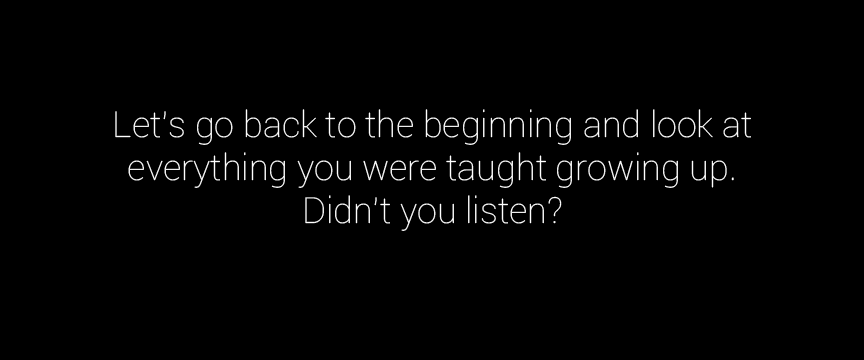 Let's go back to the beginning and look at
everything you were taught growing up.
Didn't you listen?